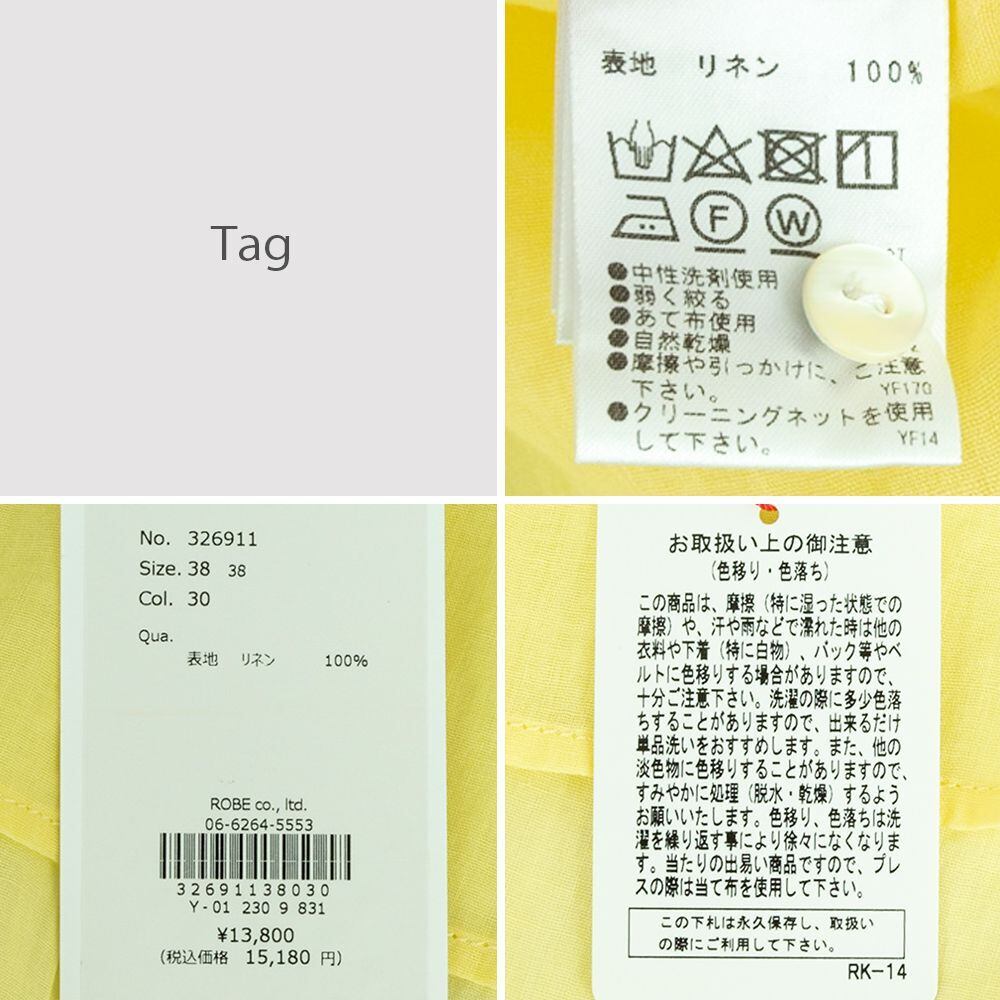 Tag
表地 リネン 100%
F W
●中性洗剤使用
●弱く絞る
●あて布使用
●自然乾燥
●摩擦や引っかけに、ご注意
下さい。 YF170
●クリーニングネットを使用
して下さい。 YF14
No. 326911
Size. 38 38
Col. 30
Qua.
表地 リネン 100%
ROBE co., ltd.
06-6264-5553
32691138030
Y-01 230 9 831
¥13,800
(税込価格 15,180 円)
お取扱い上の御注意
(色移り・色落ち)
この商品は、摩擦(特に湿った状態での
摩擦)や、汗や雨などで濡れた時は他の
衣料や下着(特に白物)、バック等やベ
ルトに色移りする場合がありますので、
十分ご注意下さい。洗濯の際に多少色落
ちすることがありますので、出来るだけ
単品洗いをおすすめします。また、他の
淡色物に色移りすることがありますので、
すみやかに処理(脱水・乾燥)するよう
お願いいたします。色移り、色落ちは洗
濯を繰り返す事により徐々になくなりま
す。当たりの出易い商品ですので、プレ
スの際は当て布を使用して下さい。
この下札は永久保存し、取扱い
の際にご利用して下さい。
RK-14